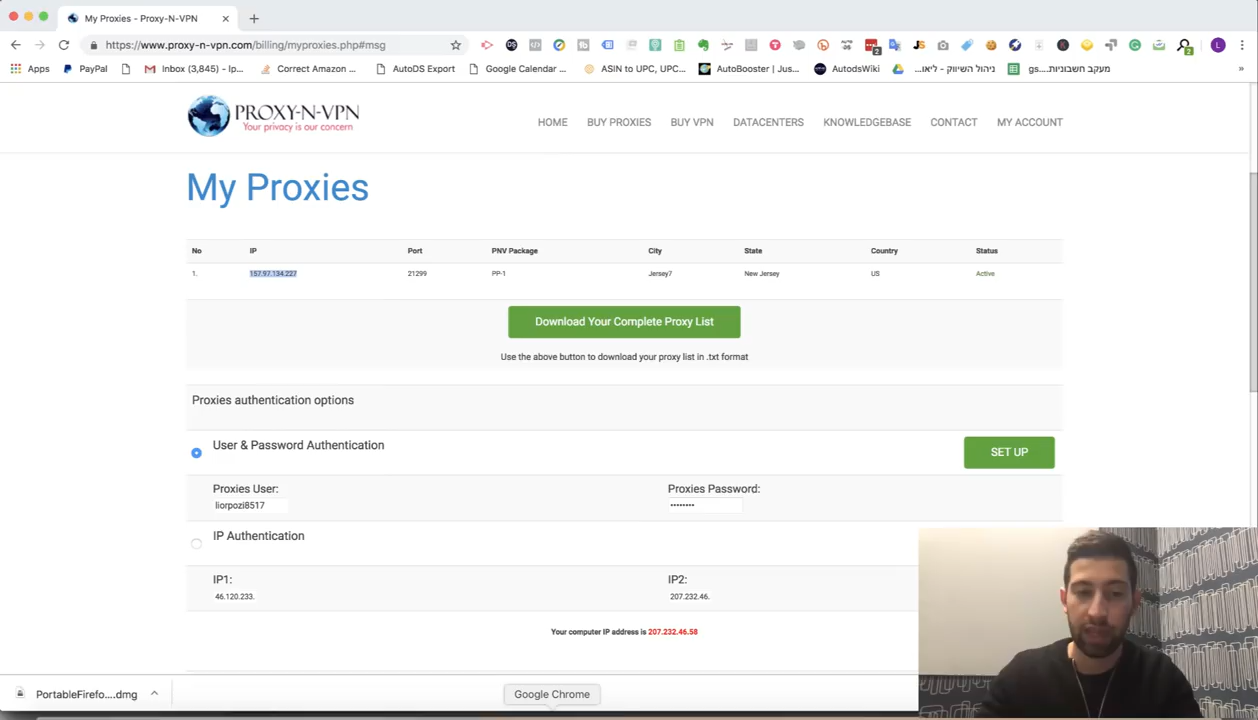 My Proxies - Proxy-N-VPN
https://www.proxy-n-vpn.com/billing/myproxies.php#msg
Apps PayPal Inbox (3,845) - Ip... Correct Amazon ... AutoDS Export Google Calendar ... ASIN to UPC, UPC... AutoBooster | Jus... AutodsWiki ניהול השיווק - ליאו... מעקב חשבוניות....gs »
PROXY-N-VPN
Your privacy is our concern
HOME BUY PROXIES BUY VPN DATACENTERS KNOWLEDGEBASE CONTACT MY ACCOUNT
My Proxies
No IP Port PNV Package City State Country Status
1. 157.97.134.227 21299 PP-1 Jersey7 New Jersey US Active
Download Your Complete Proxy List
Use the above button to download your proxy list in .txt format
Proxies authentication options
User & Password Authentication
SET UP
Proxies User: Proxies Password:
liorpozi8517 ••••••••
IP Authentication
IP1: IP2:
46.120.233. 207.232.46.
Your computer IP address is 207.232.46.58
PortableFirefo....dmg
Google Chrome